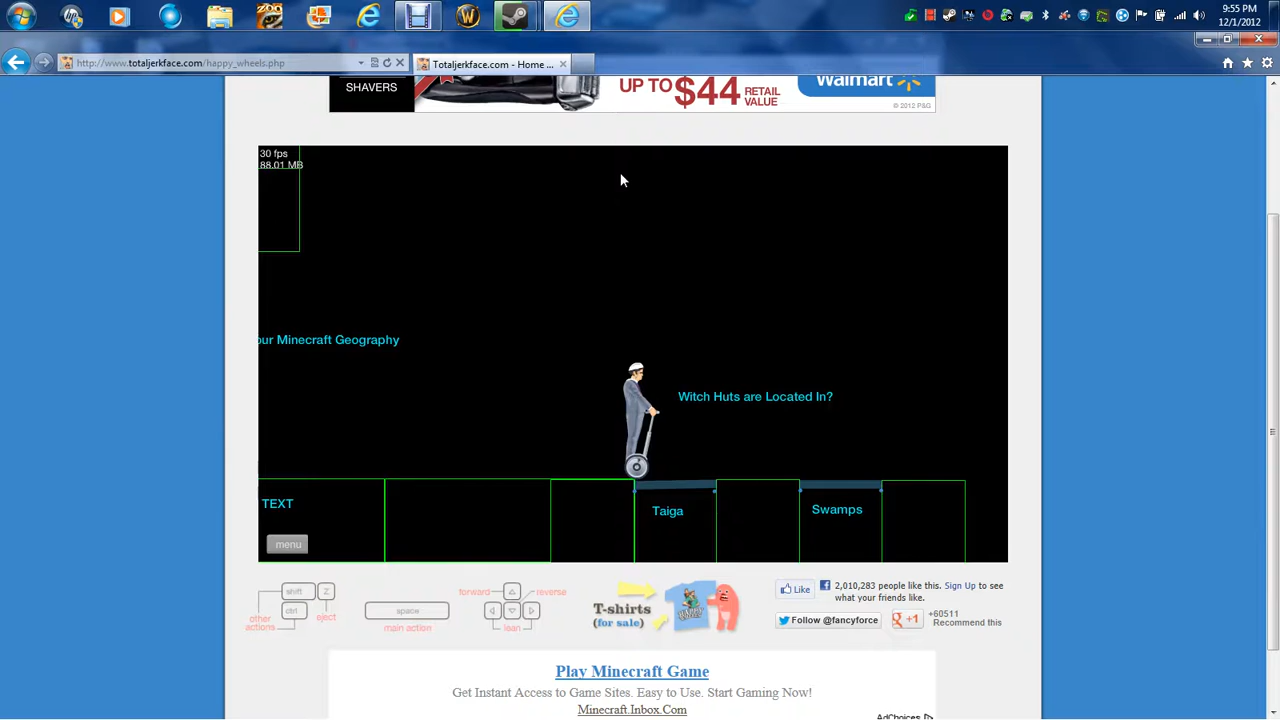 9:55 PM
12/1/2012
http://www.totaljerkface.com/happy_wheels.php
Totaljerkface.com - Home ...
SHAVERS
UP TO $44 RETAIL VALUE
Walmart
© 2012 P&G
30 fps
88.01 MB
our Minecraft Geography
Witch Huts are Located In?
TEXT
Taiga
Swamps
menu
shift
Z
ctrl
eject
other actions
space
main action
forward
reverse
lean
T-shirts
(for sale)
Like
2,010,283 people like this. Sign Up to see
what your friends like.
Follow @fancyforce
+1
+60511
Recommend this
Play Minecraft Game
Get Instant Access to Game Sites. Easy to Use. Start Gaming Now!
Minecraft.Inbox.Com
AdChoices